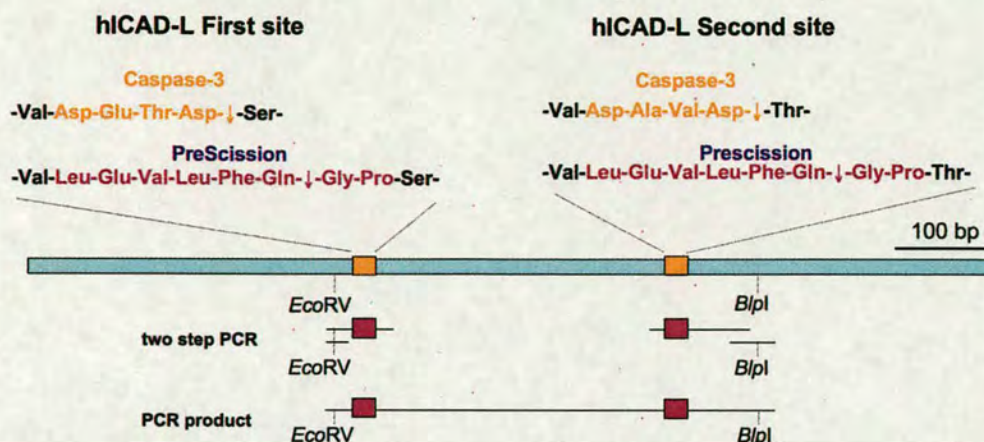 hICAD-L First site
hICAD-L Second site
Caspase-3
Caspase-3
-Val-Asp-Glu-Thr-Asp-↓-Ser-
-Val-Asp-Ala-Val-Asp-↓-Thr-
PreScission
Prescission
-Val-Leu-Glu-Val-Leu-Phe-Gln-↓-Gly-Pro-Ser-
-Val-Leu-Glu-Val-Leu-Phe-Gln-↓-Gly-Pro-Thr-
100 bp
EcoRV
BlpI
two step PCR
EcoRV
BlpI
PCR product
EcoRV
BlpI